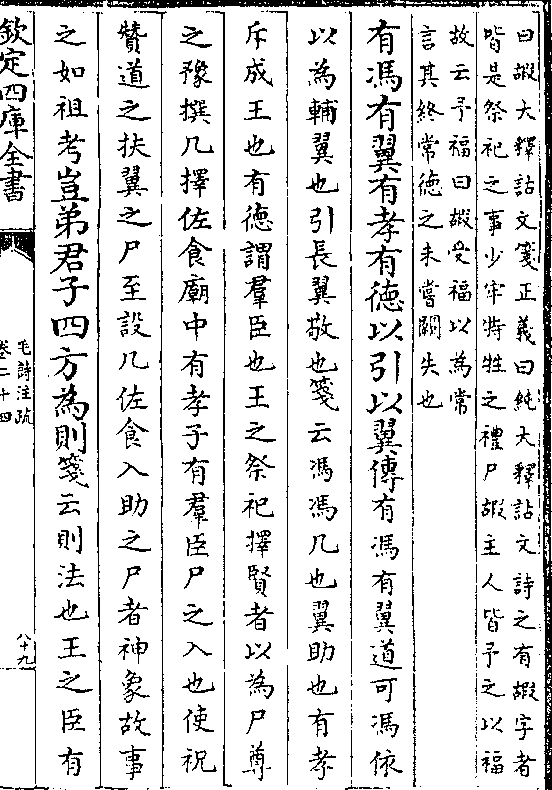 曰嘏大釋詁文箋正義曰純大釋詁文詩之有嘏字者
皆是祭祀之事少牢特牲之禮尸嘏主人皆予之以福
故云予福曰嘏受福以為常
言其終常德之未嘗闕失也
有馮有翼有孝有德以引以翼傳有馮有翼道可馮依
以為輔翼也引長翼敬也箋云馮馮几也翼助也有孝
斥成王也有德謂羣臣也王之祭祀擇賢者以為尸尊
之豫撰几擇佐食廟中有孝子有羣臣尸之入也使祝
贊道之扶翼之尸至設几佐食入助之尸者神象故事
之如祖考豈弟君子四方為則箋云則法也王之臣有
欽定四庫全書
毛詩注疏
卷二十四
八十九